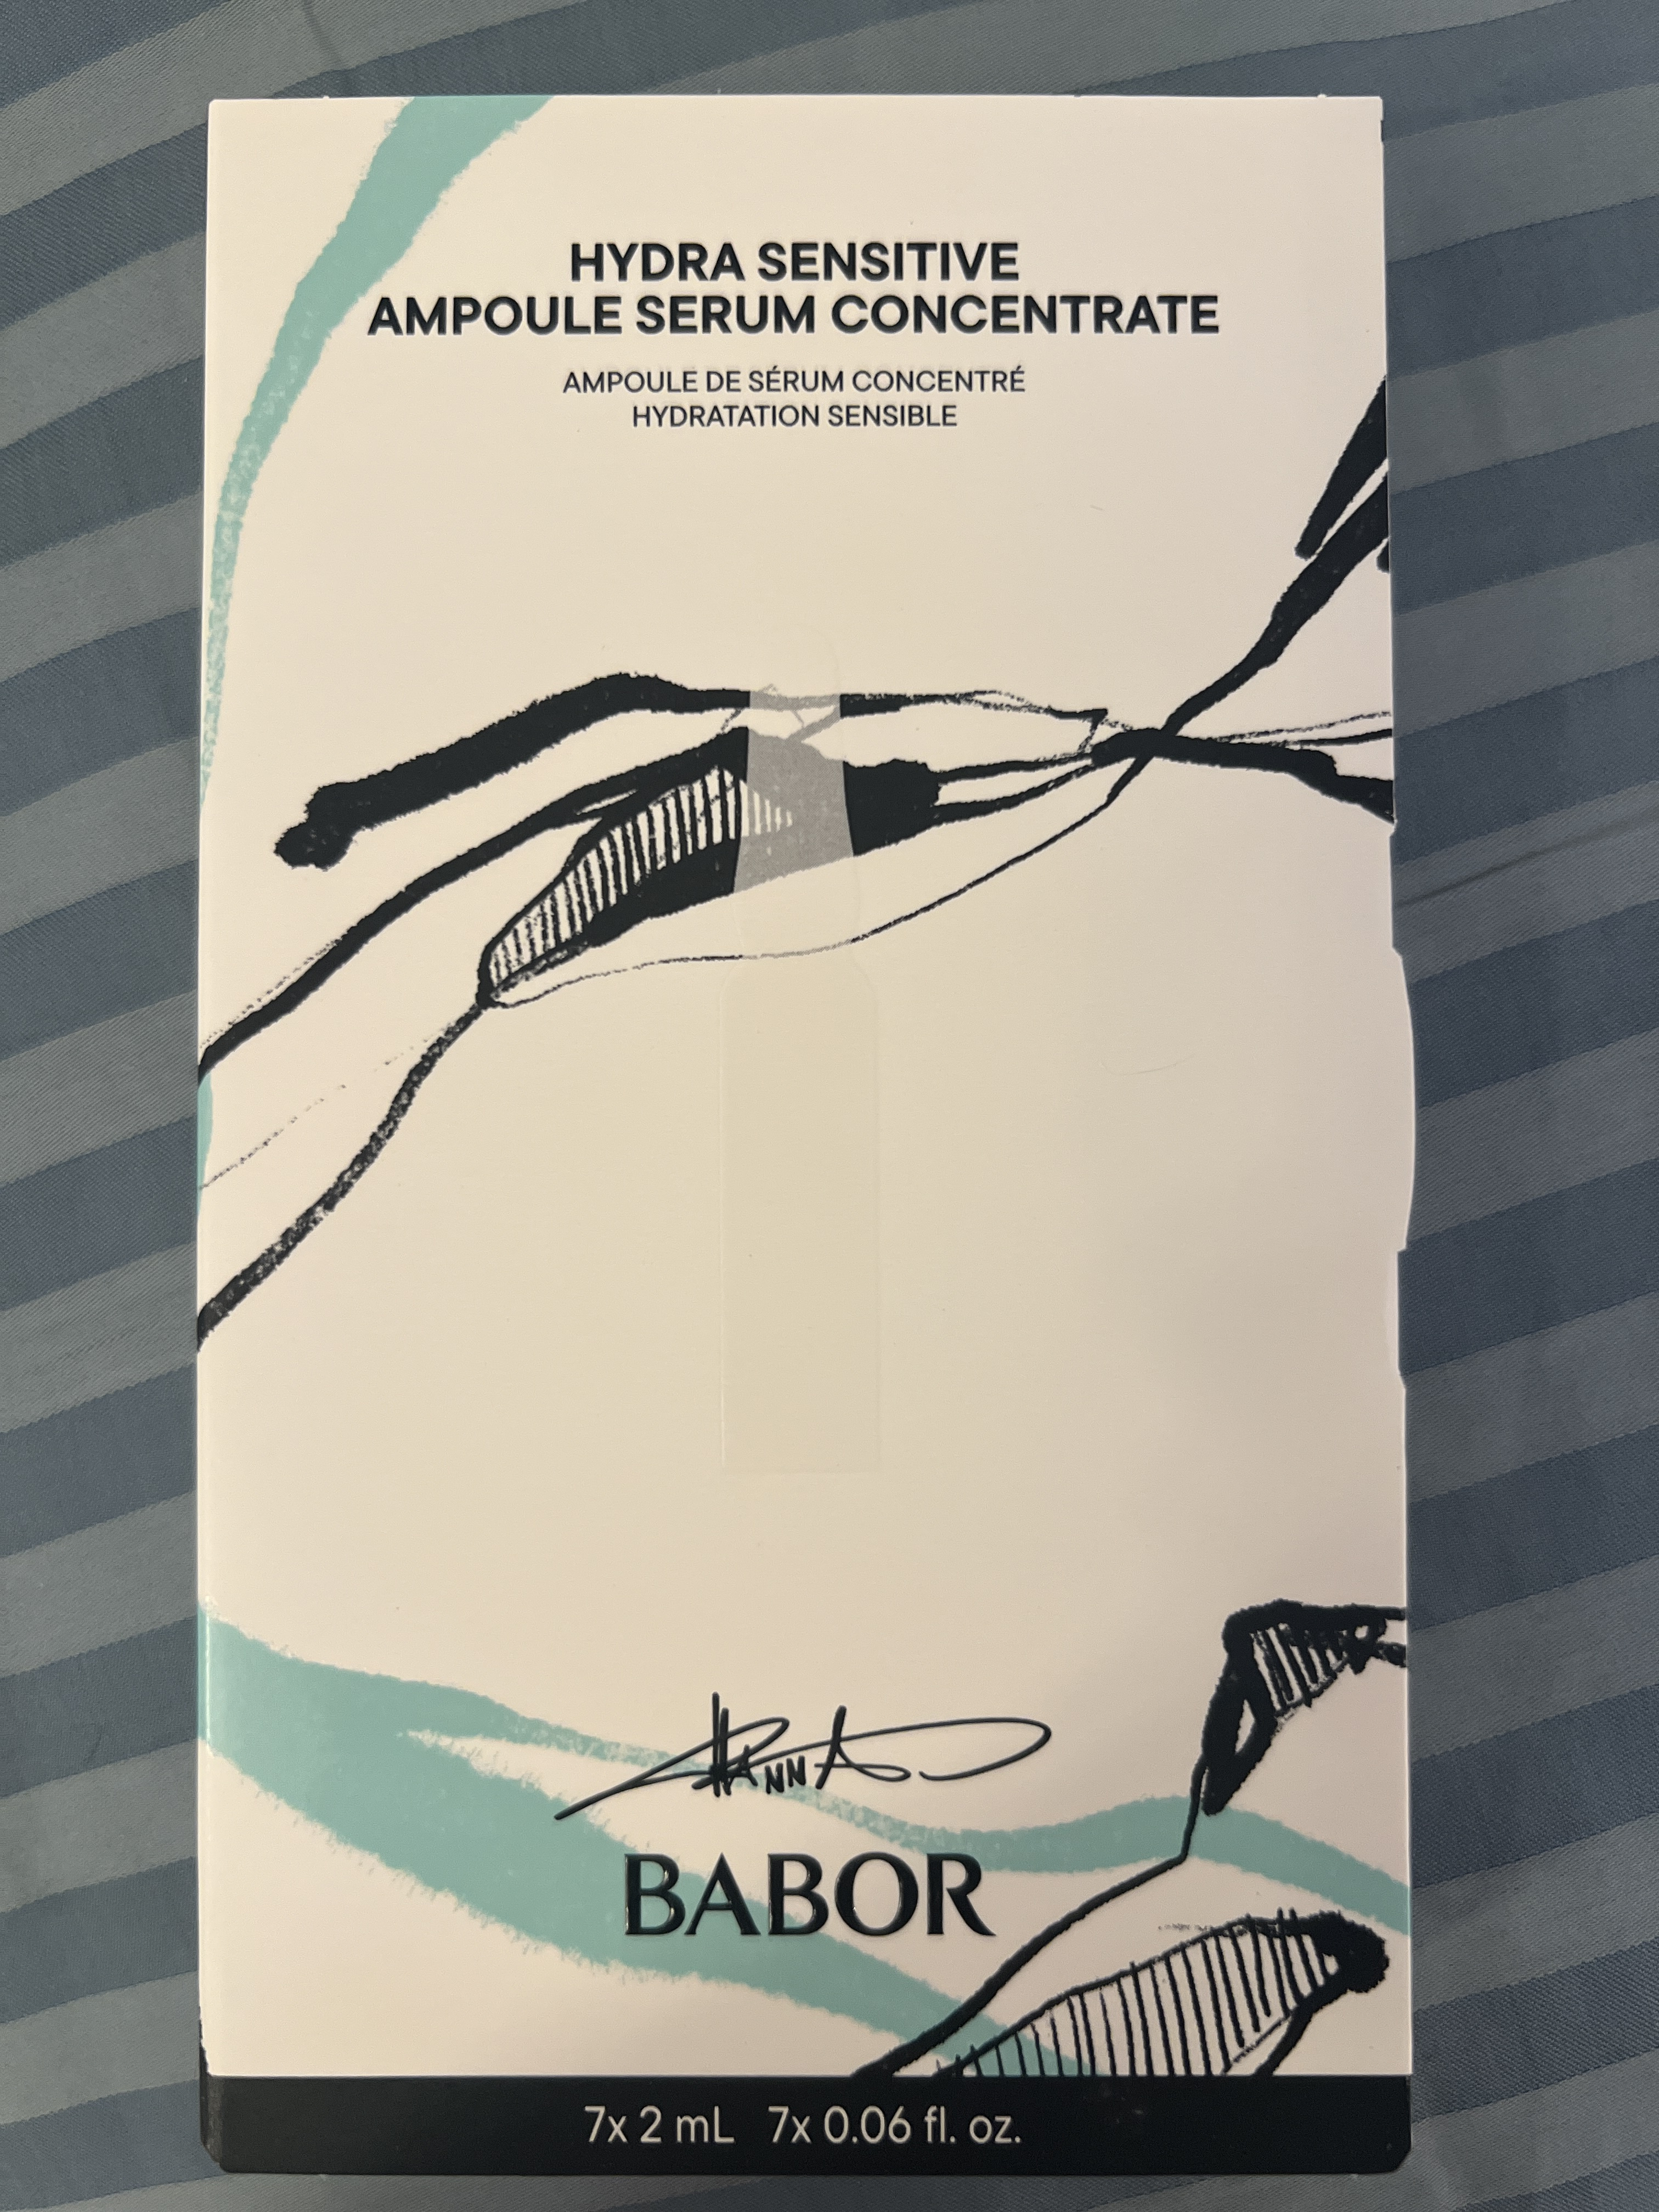 HYDRA SENSITIVE
AMPOULE SERUM CONCENTRATE
AMPOULE DE SÉRUM CONCENTRÉ
HYDRATATION SENSIBLE
HANNA
BABOR
7x 2 mL 7x 0.06 fl. oz.